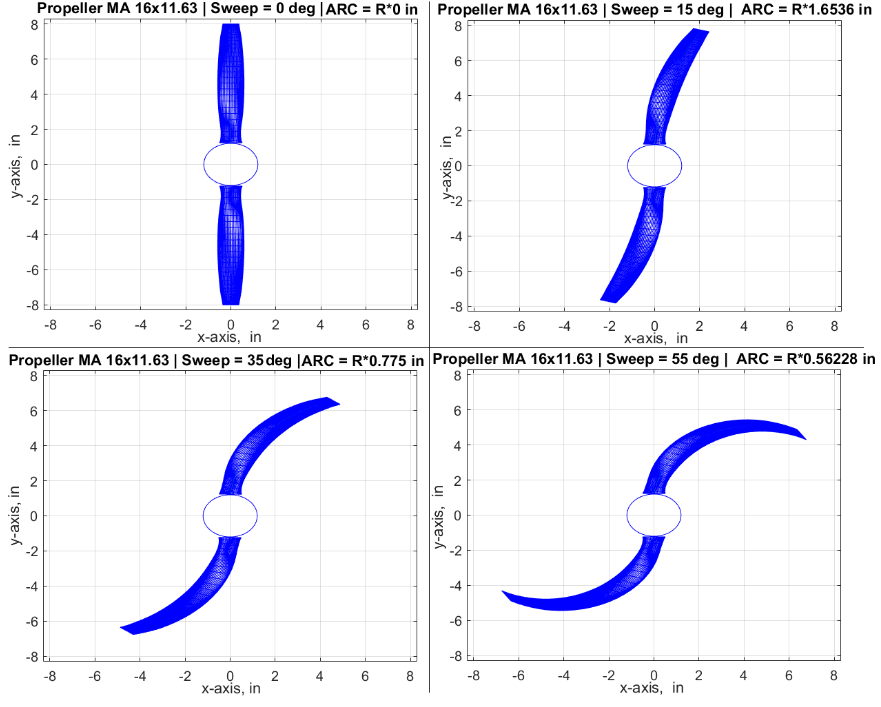 Propeller MA 16x11.63 | Sweep = 0 deg |ARC = R*0 in
8
6
4
2
0
-2
-4
-6
-8
y-axis, in
-8 -6 -4 -2 0 2 4 6 8
x-axis, in
Propeller MA 16x11.63 | Sweep = 15 deg | ARC = R*1.6536 in
8
6
4
2
0
-2
-4
-6
-8
y-axis, in
-8 -6 -4 -2 0 2 4 6 8
x-axis, in
Propeller MA 16x11.63 | Sweep = 35 deg |ARC = R*0.775 in
8
6
4
2
0
-2
-4
-6
-8
y-axis, in
-8 -6 -4 -2 0 2 4 6 8
x-axis, in
Propeller MA 16x11.63 | Sweep = 55 deg | ARC = R*0.56228 in
8
6
4
2
0
-2
-4
-6
-8
y-axis, in
-8 -6 -4 -2 0 2 4 6 8
x-axis, in